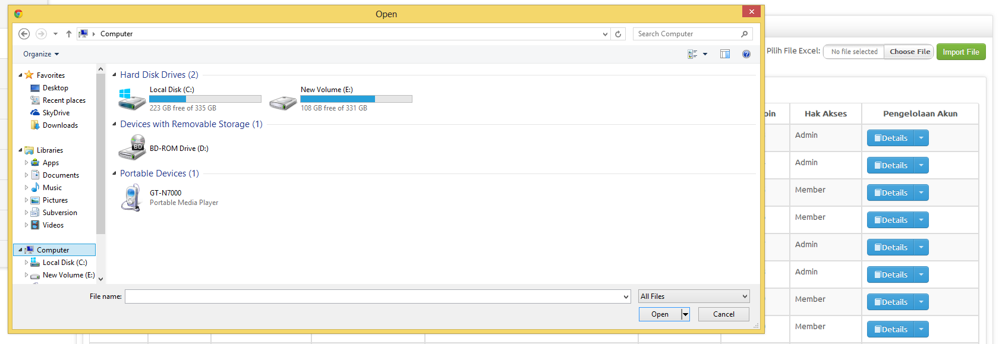 Open
Computer
Search Computer
Organize
Favorites
Desktop
Recent places
SkyDrive
Downloads
Libraries
Apps
Documents
Music
Pictures
Subversion
Videos
Computer
Local Disk (C:)
New Volume (E:)
Hard Disk Drives (2)
Local Disk (C:)
223 GB free of 335 GB
New Volume (E:)
108 GB free of 331 GB
Devices with Removable Storage (1)
BD
BD-ROM Drive (D:)
Portable Devices (1)
GT-N7000
Portable Media Player
File name:
All Files
Open
Cancel
Pilih File Excel:
No file selected
Choose File
Import File
Hak Akses
Pengelolaan Akun
Admin
Details
Admin
Details
Member
Details
Member
Details
Admin
Details
Admin
Details
Member
Details
Member
Details